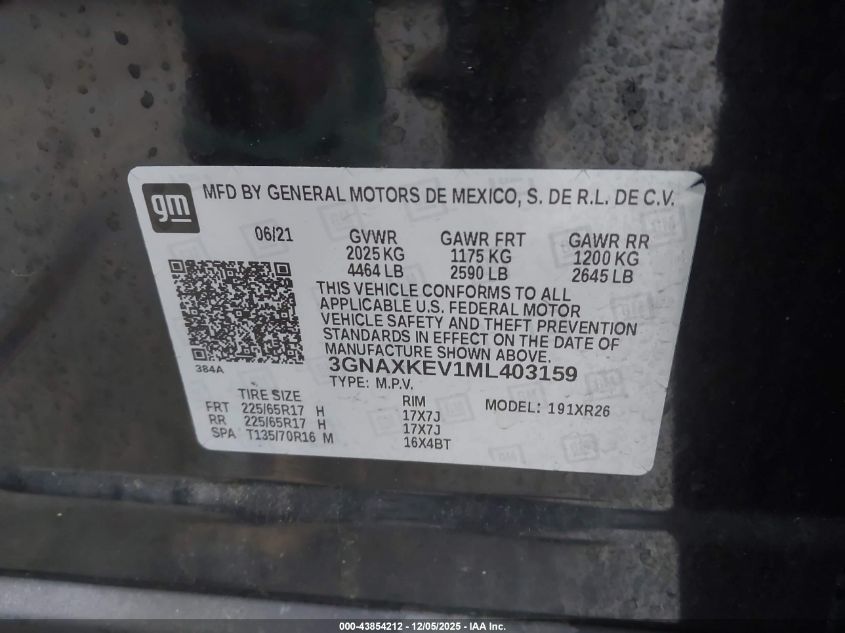 gm
MFD BY GENERAL MOTORS DE MEXICO, S. DE R.L. DE C.V.
06/21 GVWR GAWR FRT GAWR RR
2025 KG 1175 KG 1200 KG
4464 LB 2590 LB 2645 LB
THIS VEHICLE CONFORMS TO ALL
APPLICABLE U.S. FEDERAL MOTOR
VEHICLE SAFETY AND THEFT PREVENTION
STANDARDS IN EFFECT ON THE DATE OF
MANUFACTURE SHOWN ABOVE.
384A
3GNAXKEV1ML403159
TYPE: M.P.V.
TIRE SIZE RIM MODEL: 191XR26
FRT 225/65R17 H 17X7J
RR 225/65R17 H 17X7J
SPA T135/70R16 M 16X4BT
000-43854212 - 12/05/2025 - IAA Inc.